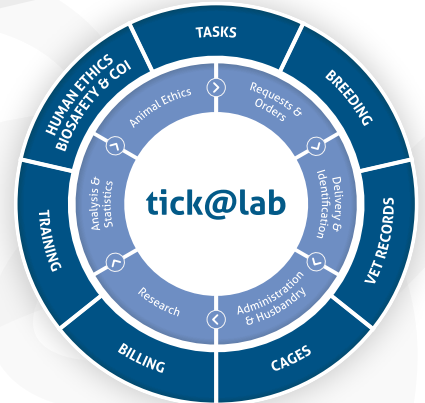 TASKS
BREEDING
VET RECORDS
CAGES
BILLING
TRAINING
HUMAN ETHICS
BIOSAFETY & COI
Animal Ethics
Requests &
Orders
Delivery &
Identification
Administration
& Husbandry
Research
Analysis &
Statistics
tick@lab